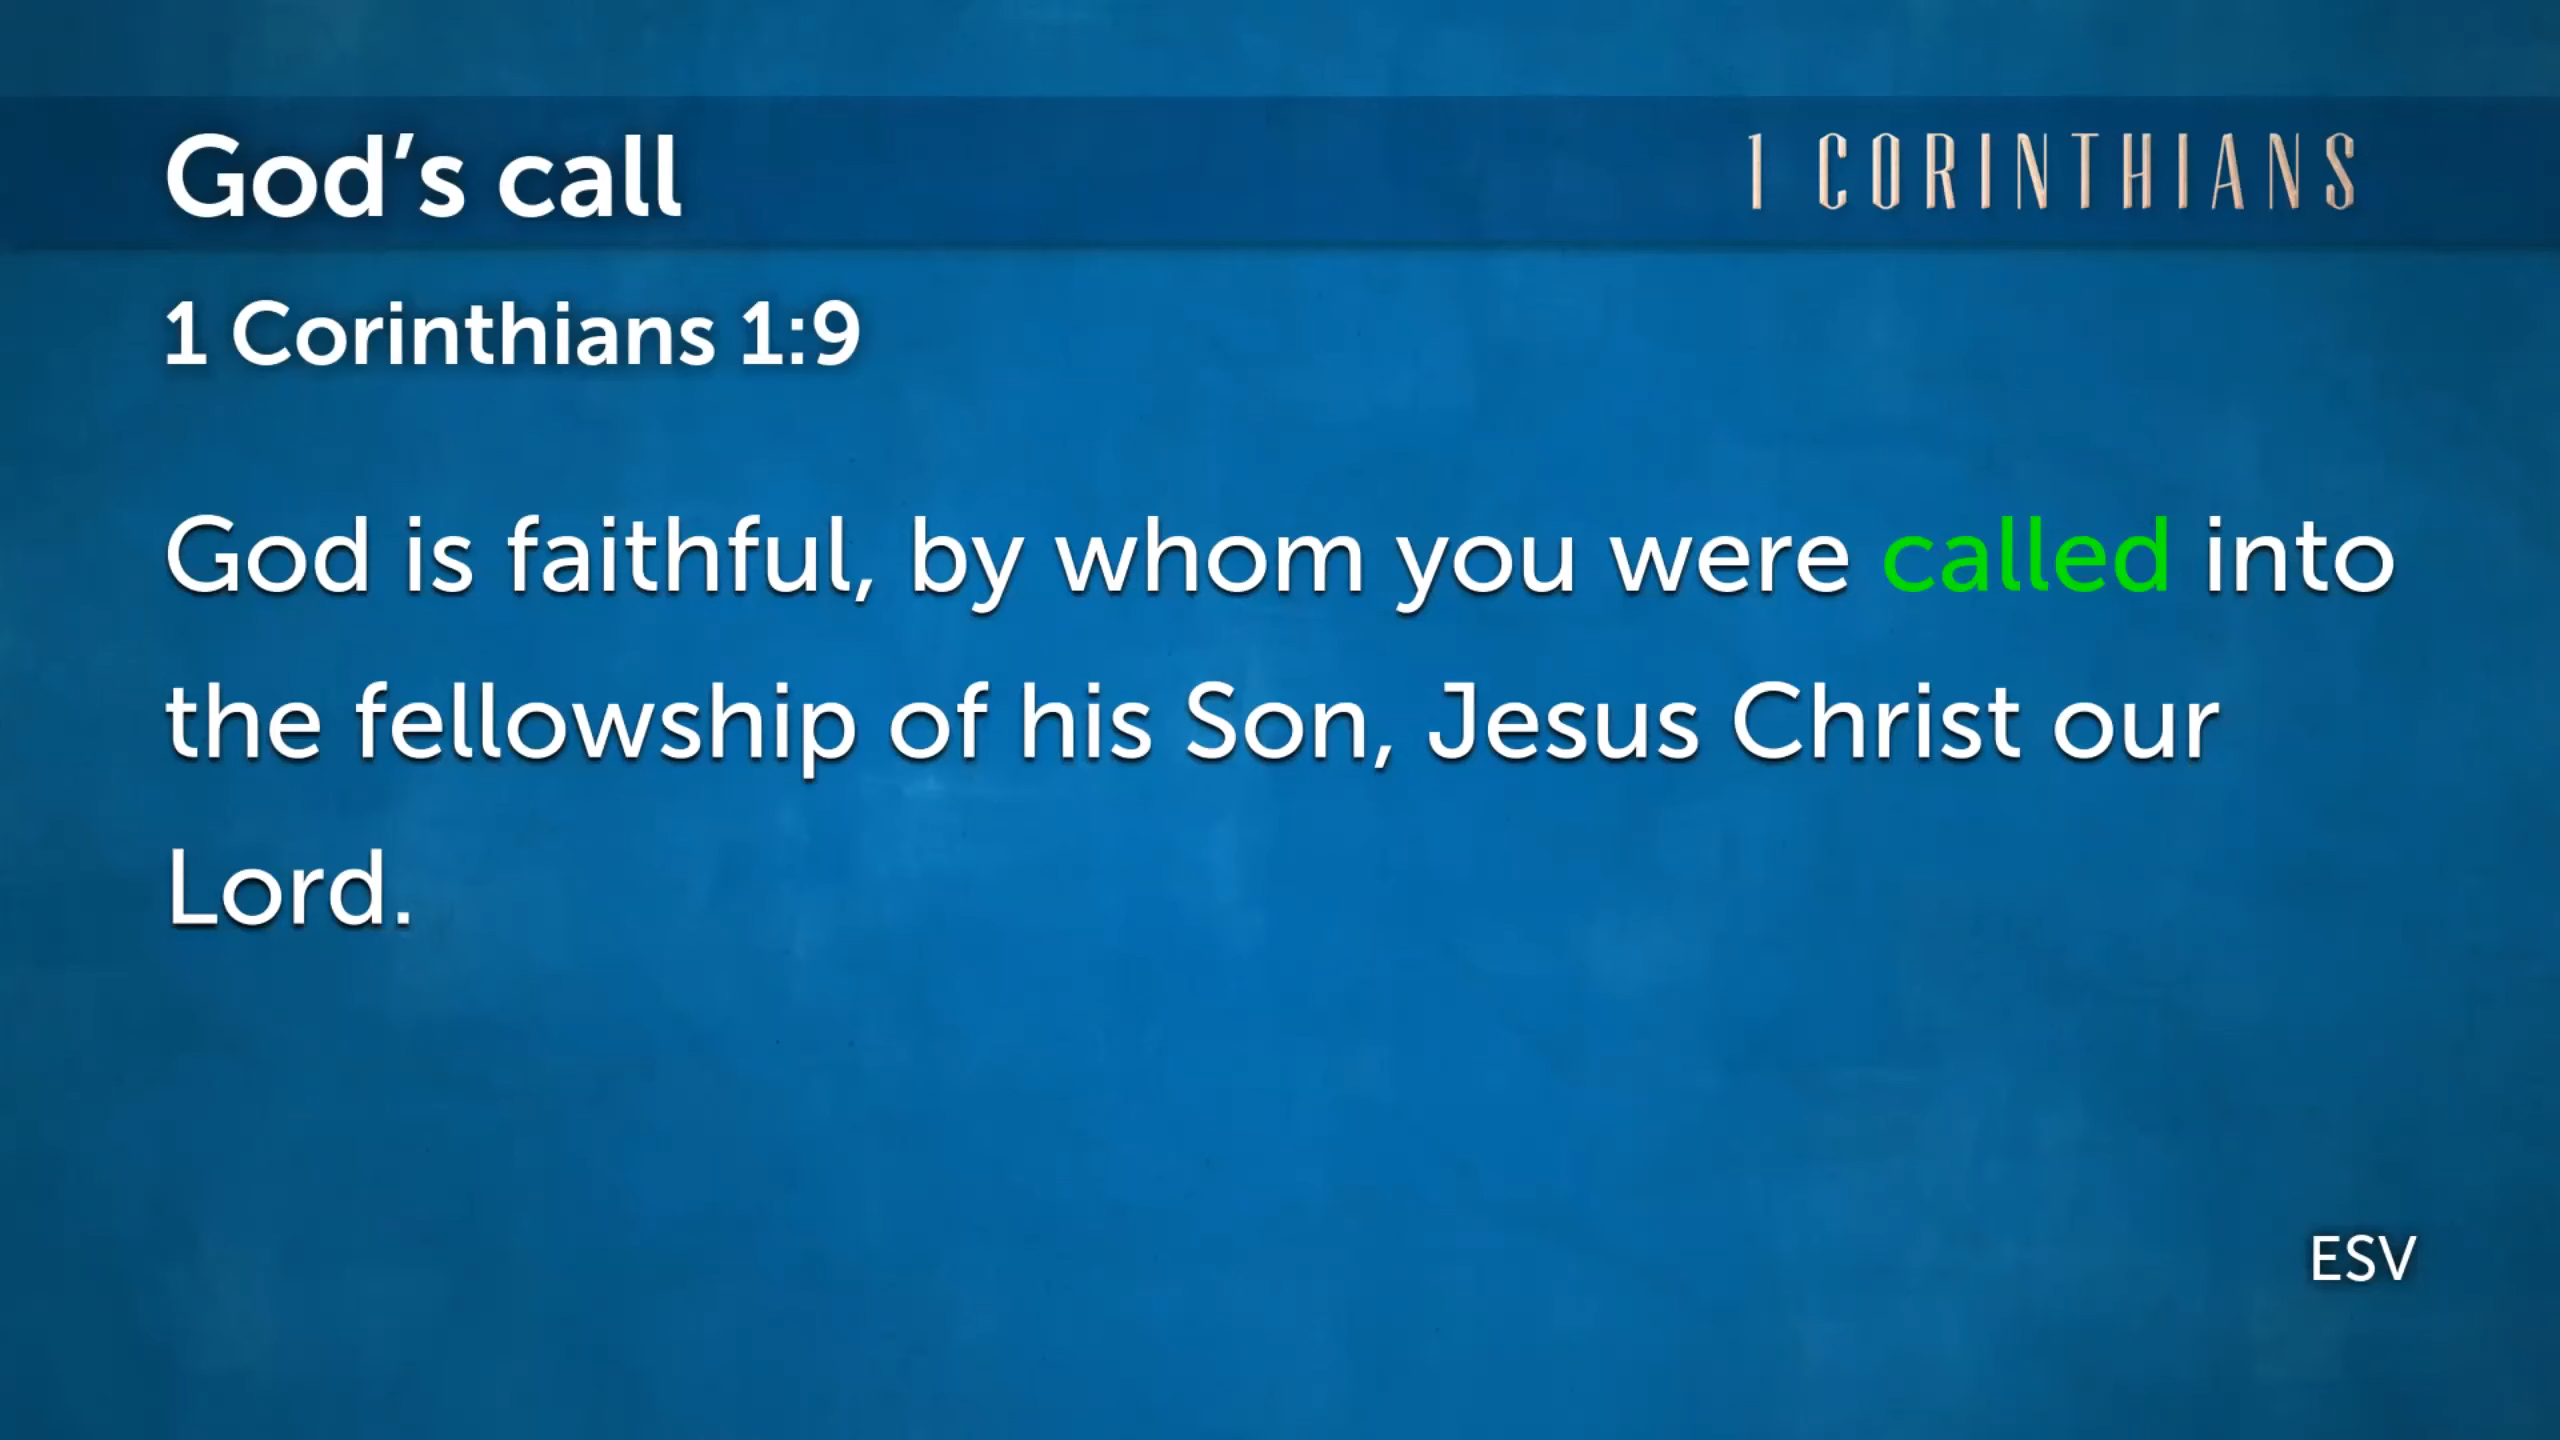 God’s call
1 CORINTHIANS
1 Corinthians 1:9
God is faithful, by whom you were called into
the fellowship of his Son, Jesus Christ our
Lord.
ESV